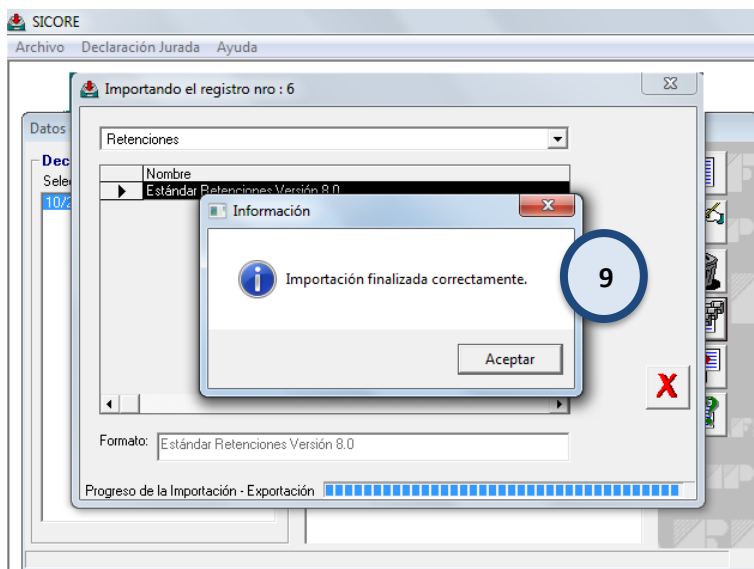 SICORE
Archivo Declaración Jurada Ayuda
Importando el registro nro : 6
Datos
Retenciones
Dec
Sele
Nombre
Estándar Retenciones Versión 8.0
10/2
Información
Importación finalizada correctamente.
9
Aceptar
X
Formato: Estándar Retenciones Versión 8.0
Progreso de la Importación - Exportación